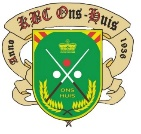 KBC Ons-Huis
Anno 1936
ONS
HUIS